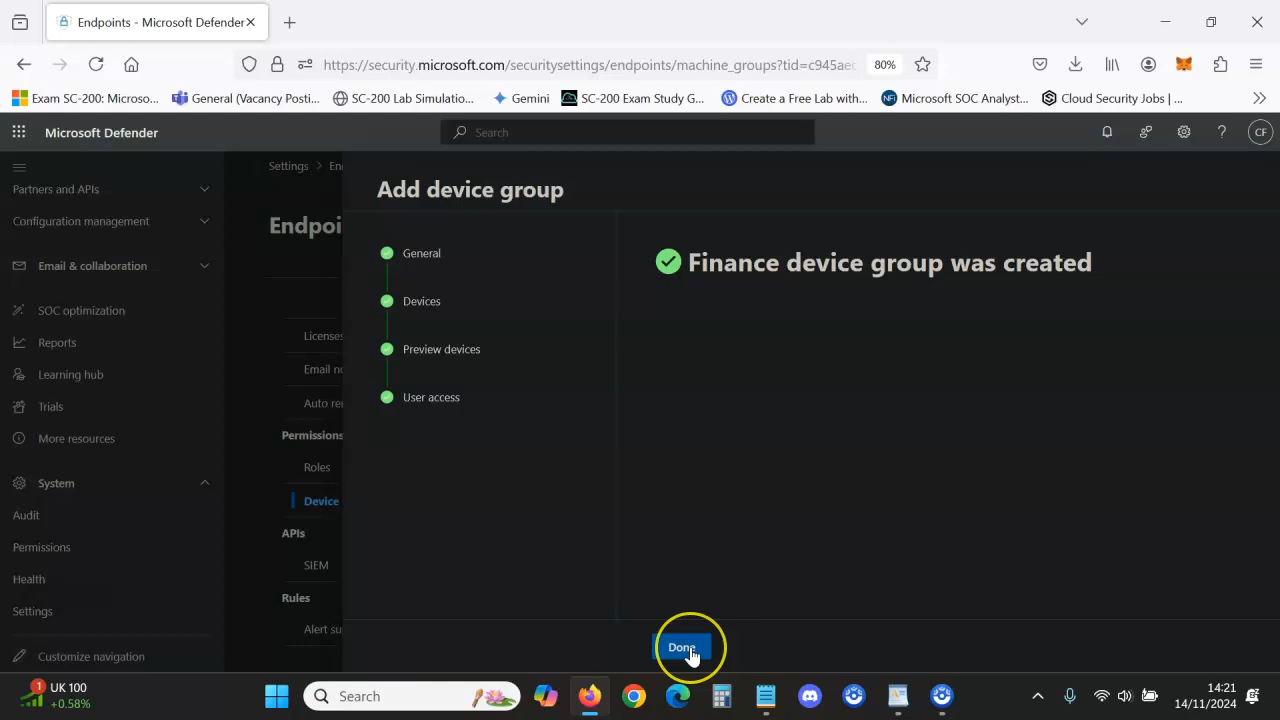 Endpoints - Microsoft Defender
https://security.microsoft.com/securitysettings/endpoints/machine_groups?tid=c945aec
80%
Exam SC-200: Microso...
General (Vacancy Posti...
SC-200 Lab Simulatio...
Gemini
SC-200 Exam Study G...
Create a Free Lab with...
Microsoft SOC Analyst...
Cloud Security Jobs | ...
Microsoft Defender
Search
CF
Partners and APIs
Configuration management
Email & collaboration
SOC optimization
Reports
Learning hub
Trials
More resources
System
Audit
Permissions
Health
Settings
Customize navigation
Settings > En
Endpoi
Licenses
Email no
Auto re
Permissions
Roles
Device
APIs
SIEM
Rules
Alert su
Add device group
General
Devices
Preview devices
User access
Finance device group was created
Done
1
UK 100
+0.58%
Search
14:21
14/11/2024